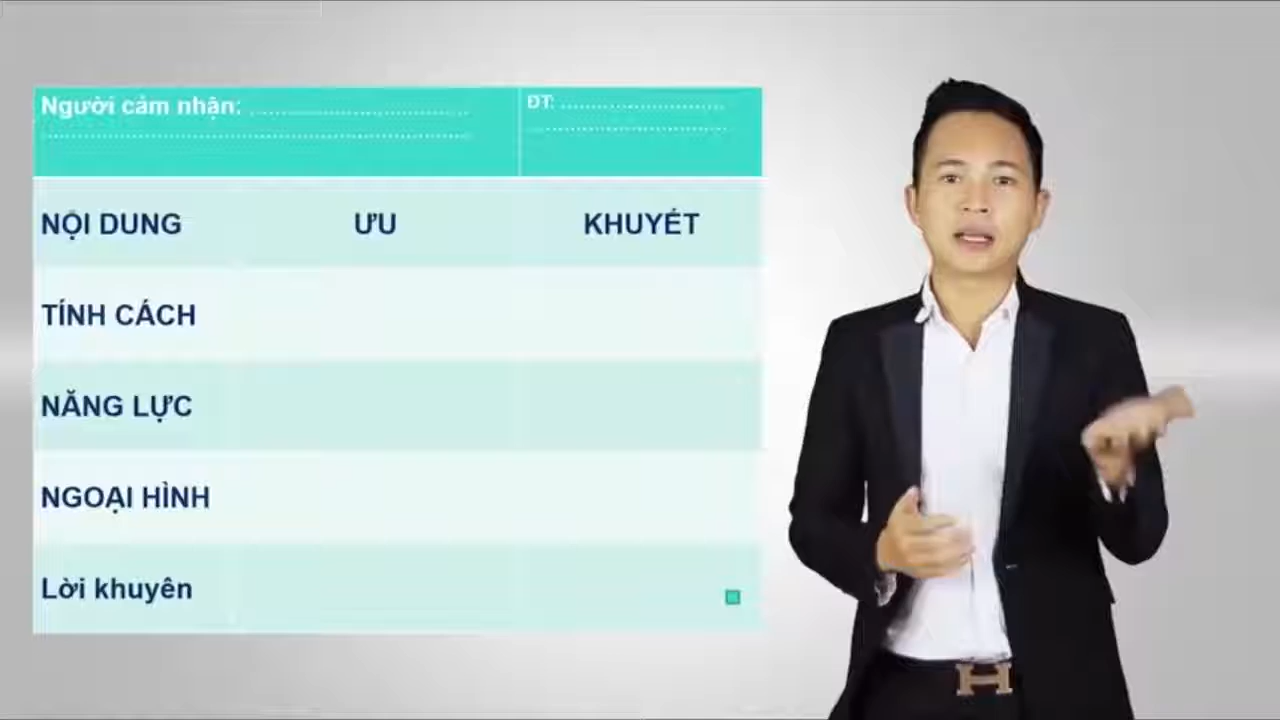 Người cảm nhận: ............................
............................................................
ĐT: .........................
..............................
NỘI DUNG ƯU KHUYẾT
TÍNH CÁCH
NĂNG LỰC
NGOẠI HÌNH
Lời khuyên